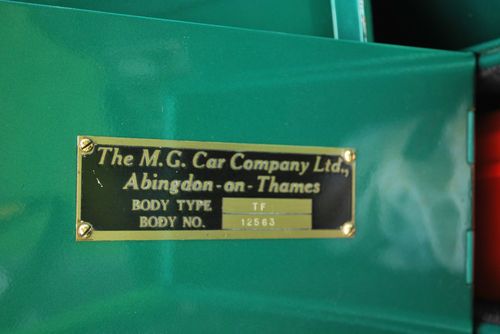 The M.G. Car Company Ltd.,
Abingdon-on-Thames
BODY TYPE TF
BODY NO. 12563